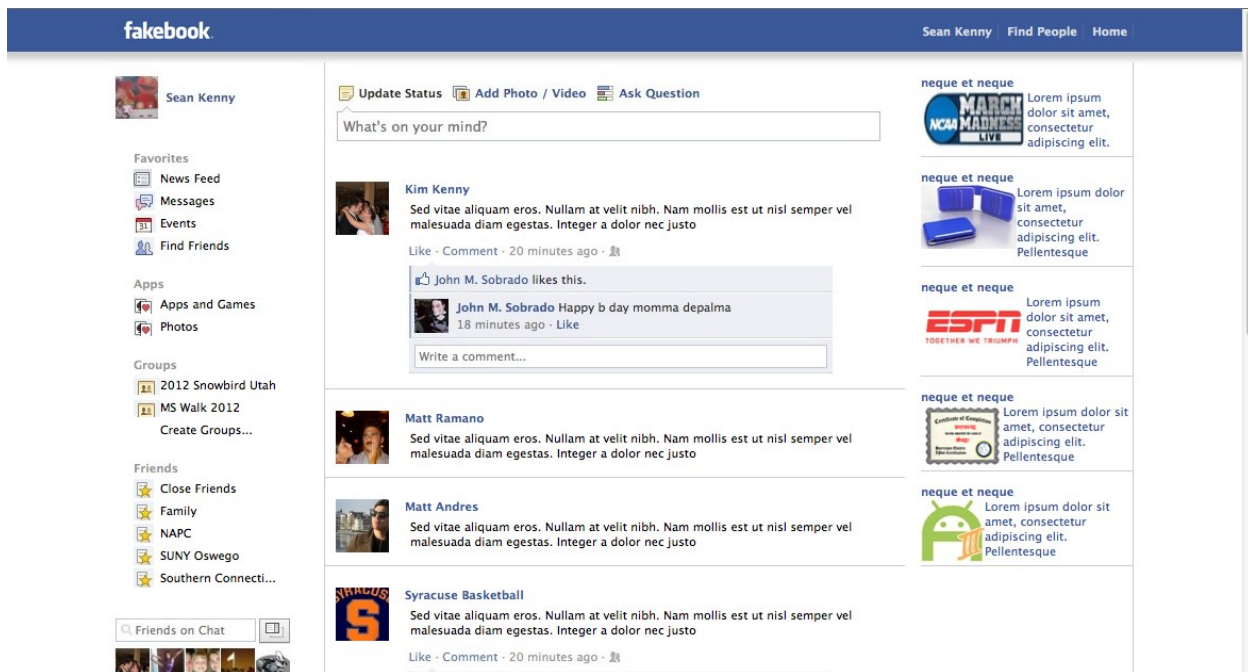 fakebook.
Sean Kenny
Find People
Home
Sean Kenny
Favorites
News Feed
Messages
31
Events
Find Friends
Apps
Apps and Games
Photos
Groups
2012 Snowbird Utah
MS Walk 2012
Create Groups...
Friends
Close Friends
Family
NAPC
SUNY Oswego
Southern Connecti...
Friends on Chat
Update Status
Add Photo / Video
Ask Question
What's on your mind?
Kim Kenny
Sed vitae aliquam eros. Nullam at velit nibh. Nam mollis est ut nisl semper vel
malesuada diam egestas. Integer a dolor nec justo
Like · Comment · 20 minutes ago ·
John M. Sobrado likes this.
John M. Sobrado Happy b day momma depalma
18 minutes ago · Like
Write a comment...
Matt Ramano
Sed vitae aliquam eros. Nullam at velit nibh. Nam mollis est ut nisl semper vel
malesuada diam egestas. Integer a dolor nec justo
Matt Andres
Sed vitae aliquam eros. Nullam at velit nibh. Nam mollis est ut nisl semper vel
malesuada diam egestas. Integer a dolor nec justo
SYRACUS
S
Syracuse Basketball
Sed vitae aliquam eros. Nullam at velit nibh. Nam mollis est ut nisl semper vel
malesuada diam egestas. Integer a dolor nec justo
Like · Comment · 20 minutes ago ·
neque et neque
NCAA MARCH
MADNESS
LIVE
Lorem ipsum
dolor sit amet,
consectetur
adipiscing elit.
neque et neque
Lorem ipsum dolor
sit amet,
consectetur
adipiscing elit.
Pellentesque
neque et neque
ESPN
TOGETHER WE TRIUMPH
Lorem ipsum
dolor sit amet,
consectetur
adipiscing elit.
Pellentesque
neque et neque
Certificate of Completion
Lorem ipsum dolor sit
amet, consectetur
adipiscing elit.
Pellentesque
neque et neque
Lorem ipsum dolor sit
amet, consectetur
adipiscing elit.
Pellentesque